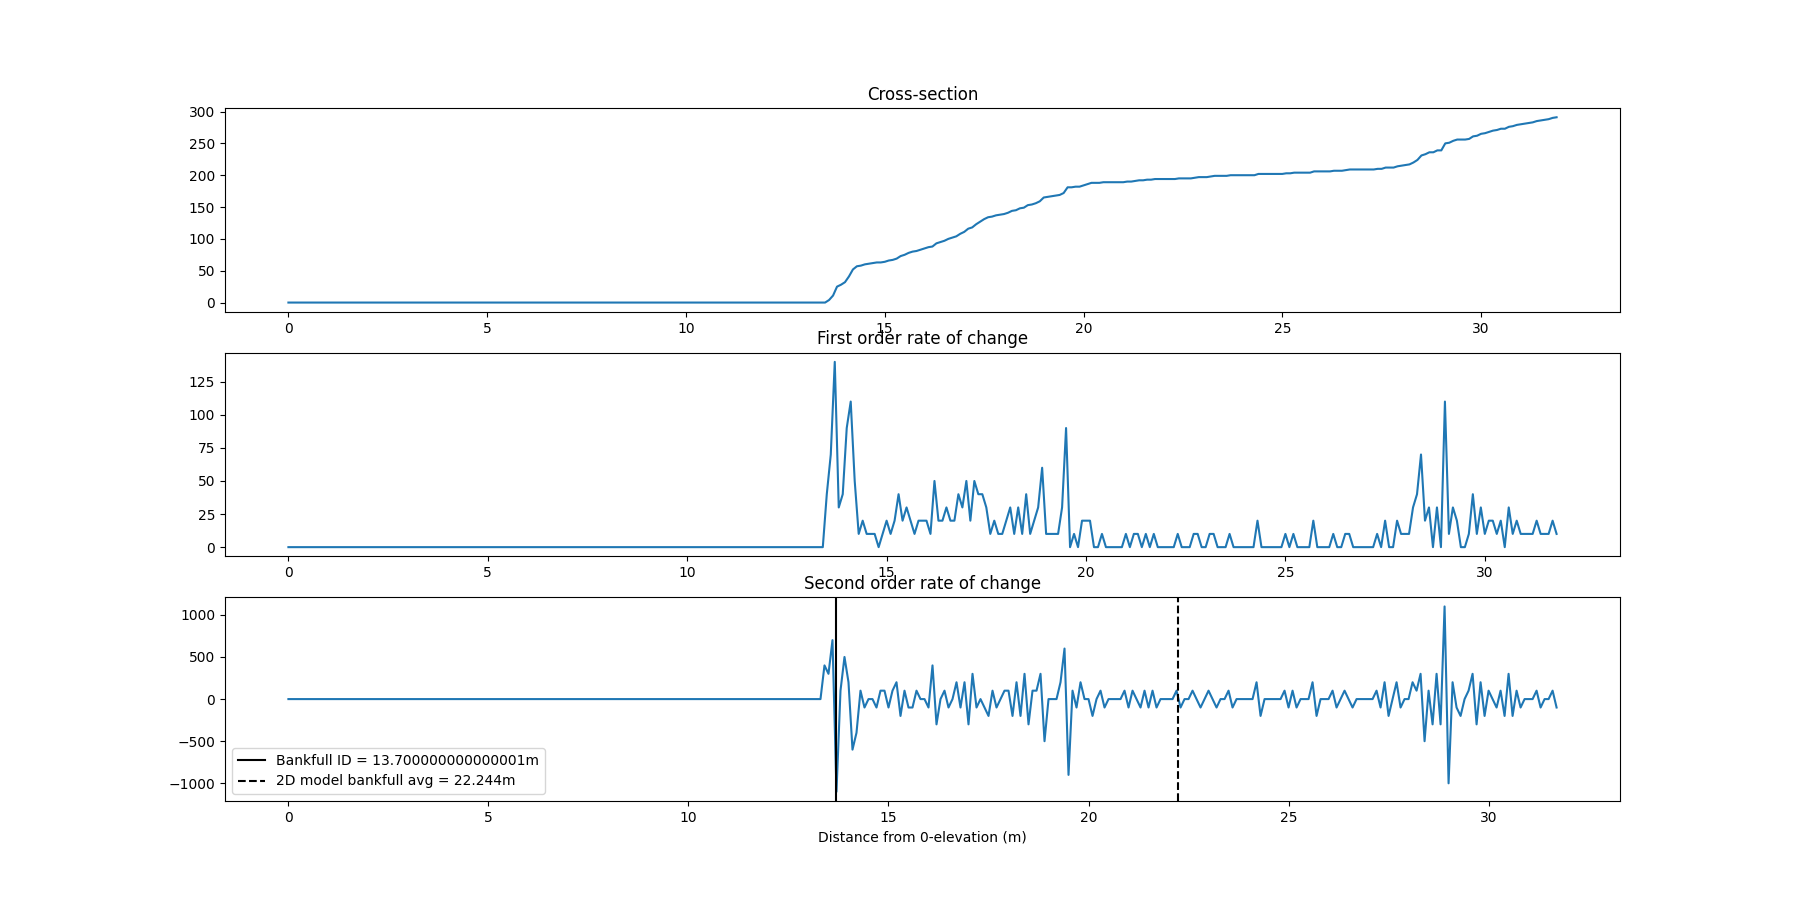 Cross-section
300
250
200
150
100
50
0
0 5 10 15 20 25 30
First order rate of change
125
100
75
50
25
0
0 5 10 15 20 25 30
Second order rate of change
1000
500
0
−500
−1000
Bankfull ID = 13.700000000000001m
2D model bankfull avg = 22.244m
0 5 10 15 20 25 30
Distance from 0-elevation (m)